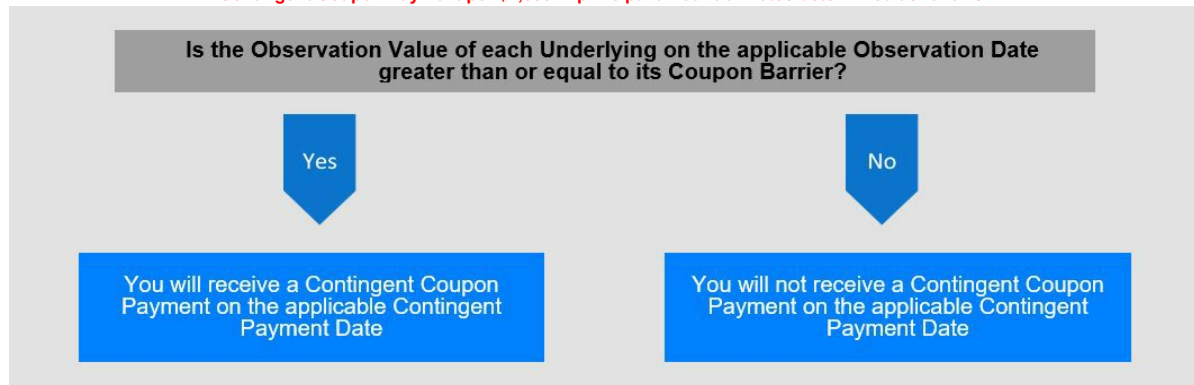 Is the Observation Value of each Underlying on the applicable Observation Date
greater than or equal to its Coupon Barrier?
Yes
No
You will receive a Contingent Coupon
Payment on the applicable Contingent
Payment Date
You will not receive a Contingent Coupon
Payment on the applicable Contingent
Payment Date